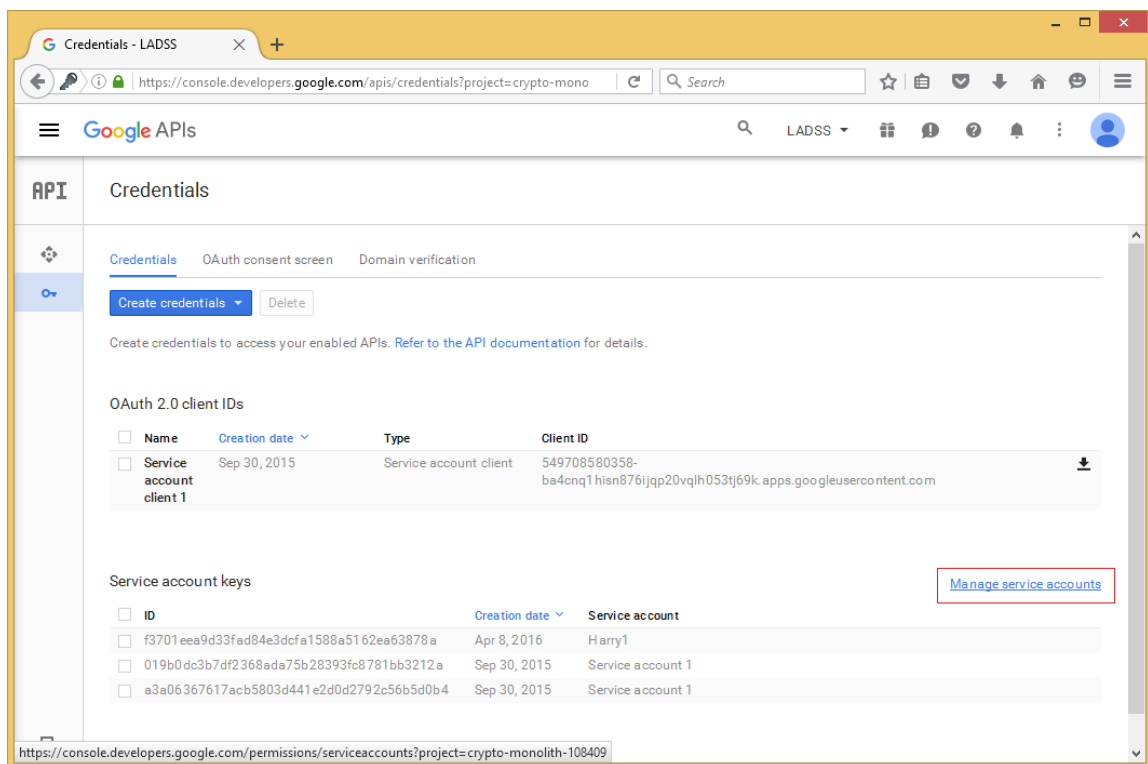 Credentials - LADSS
https://console.developers.google.com/apis/credentials?project=crypto-mono
Search
Google APIs
LADSS
API
Credentials
Credentials OAuth consent screen Domain verification
Create credentials Delete
Create credentials to access your enabled APIs. Refer to the API documentation for details.
OAuth 2.0 client IDs
Name Creation date Type Client ID
Service account client 1 Sep 30, 2015 Service account client 549708580358-
ba4cnq1hisn876ijqp20vqlh053tj69k.apps.googleusercontent.com
Service account keys Manage service accounts
ID Creation date Service account
f3701eea9d33fad84e3dcfa1588a5162ea63878a Apr 8, 2016 Harry1
019b0dc3b7df2368ada75b28393fc8781bb3212a Sep 30, 2015 Service account 1
a3a06367617acb5803d441e2d0d2792c56b5d0b4 Sep 30, 2015 Service account 1
https://console.developers.google.com/permissions/serviceaccounts?project=crypto-monolith-108409